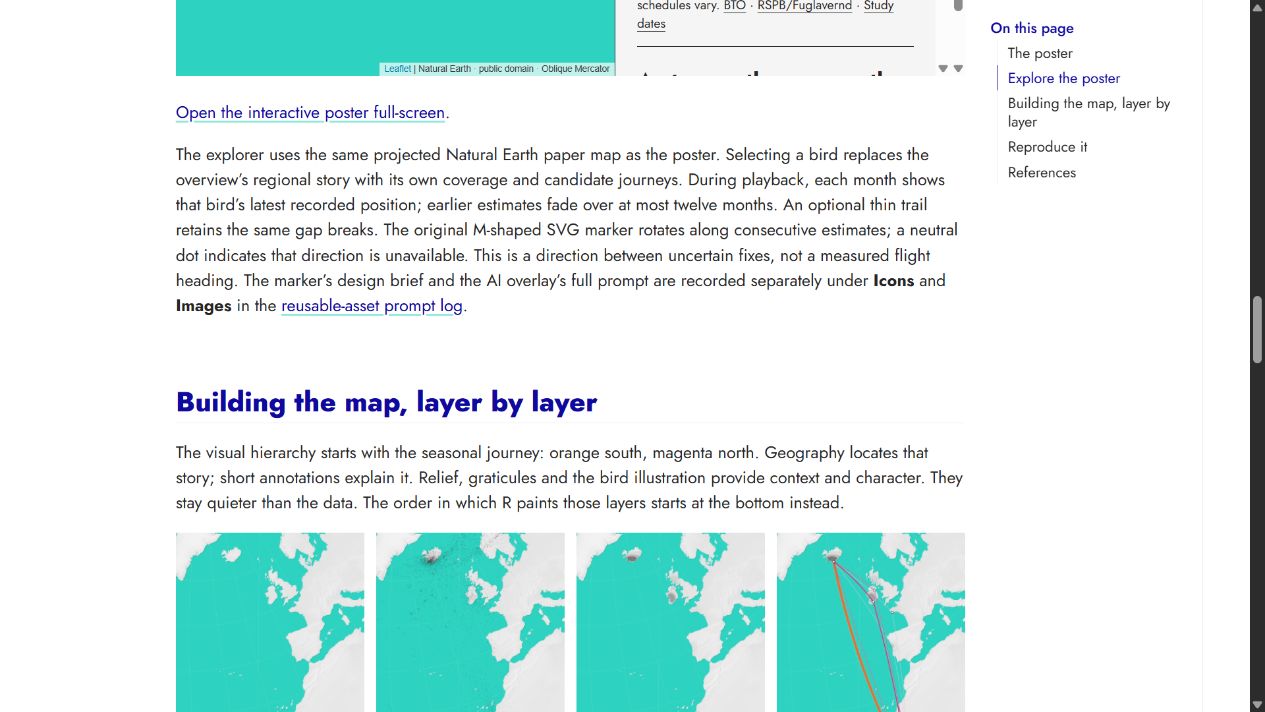 schedules vary. BTO · RSPB/Fuglavernd · Study
dates
Leaflet | Natural Earth · public domain · Oblique Mercator
On this page
The poster
Explore the poster
Building the map, layer by
layer
Reproduce it
References
Open the interactive poster full-screen.
The explorer uses the same projected Natural Earth paper map as the poster. Selecting a bird replaces the
overview’s regional story with its own coverage and candidate journeys. During playback, each month shows
that bird’s latest recorded position; earlier estimates fade over at most twelve months. An optional thin trail
retains the same gap breaks. The original M-shaped SVG marker rotates along consecutive estimates; a neutral
dot indicates that direction is unavailable. This is a direction between uncertain fixes, not a measured flight
heading. The marker’s design brief and the AI overlay’s full prompt are recorded separately under Icons and
Images in the reusable-asset prompt log.
Building the map, layer by layer
The visual hierarchy starts with the seasonal journey: orange south, magenta north. Geography locates that
story; short annotations explain it. Relief, graticules and the bird illustration provide context and character. They
stay quieter than the data. The order in which R paints those layers starts at the bottom instead.